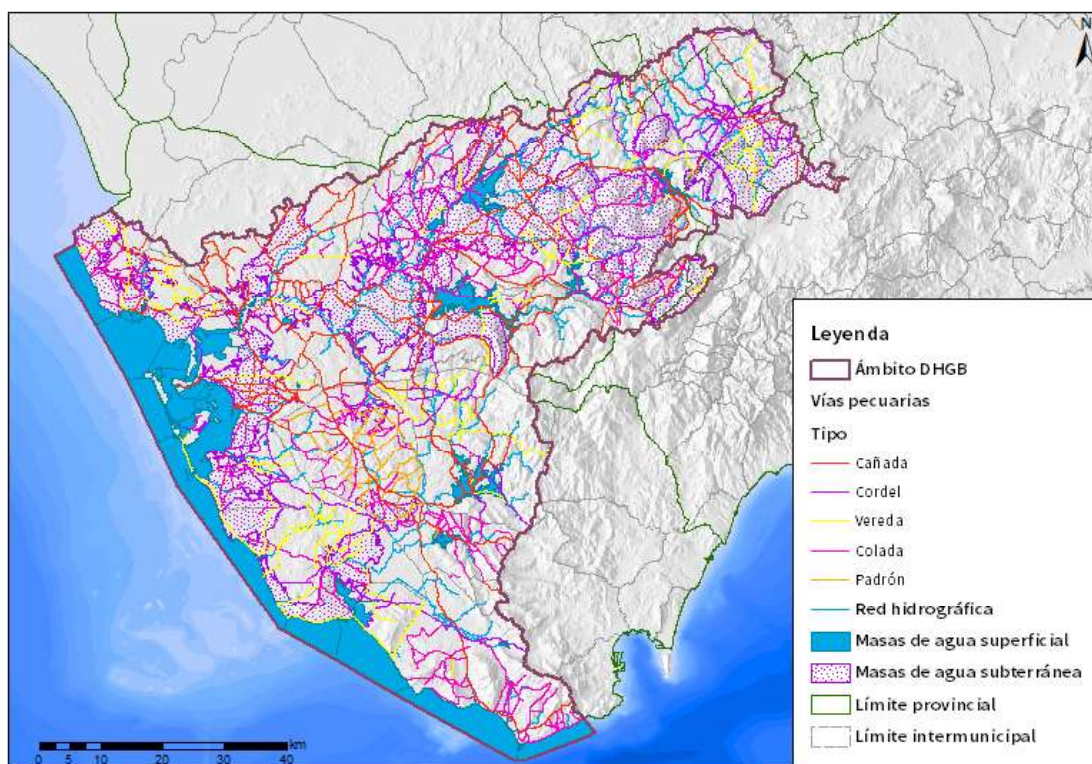 N
Leyenda
Ámbito DHGB
Vías pecuarias
Tipo
Cañada
Cordel
Vereda
Colada
Padrón
Red hidrográfica
Masas de agua superficial
Masas de agua subterránea
Límite provincial
Límite intermunicipal
km
0 5 10 20 30 40